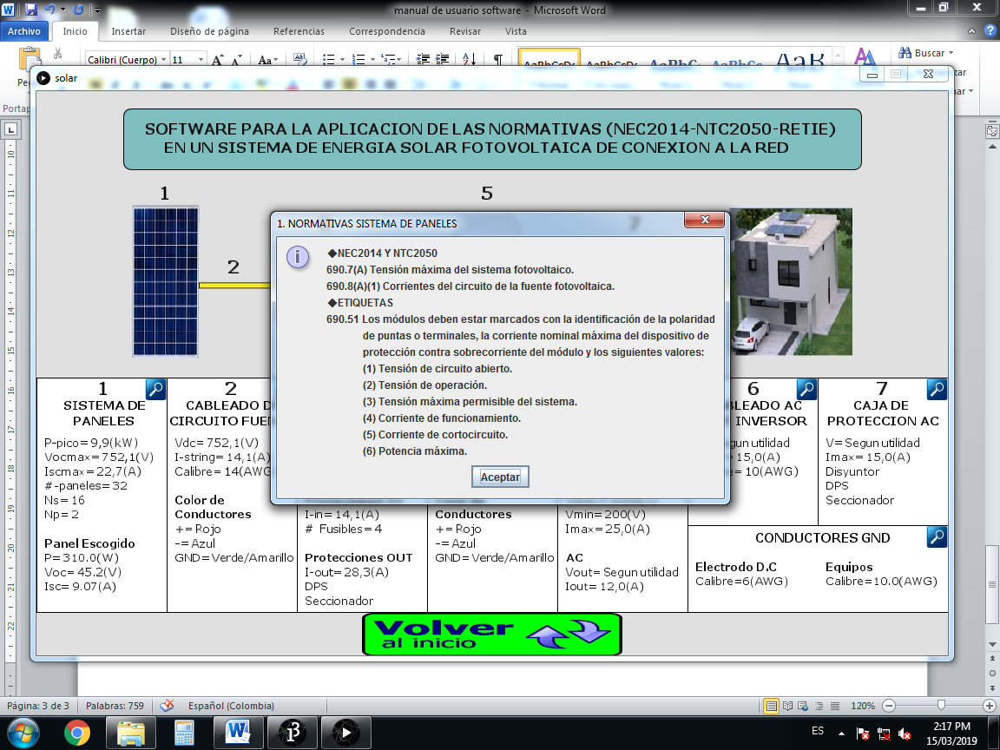 manual de usuario software - Microsoft Word
Archivo Inicio Insertar Diseño de página Referencias Correspondencia Revisar Vista
Calibri (Cuerpo) 11 Buscar
solar
SOFTWARE PARA LA APLICACION DE LAS NORMATIVAS (NEC2014-NTC2050-RETIE)
EN UN SISTEMA DE ENERGIA SOLAR FOTOVOLTAICA DE CONEXION A LA RED
1
5
2
7
1. NORMATIVAS SISTEMA DE PANELES
◆NEC2014 Y NTC2050
690.7(A) Tensión máxima del sistema fotovoltaico.
690.8(A)(1) Corrientes del circuito de la fuente fotovoltaica.
◆ETIQUETAS
690.51 Los módulos deben estar marcados con la identificación de la polaridad
de puntas o terminales, la corriente nominal máxima del dispositivo de
protección contra sobrecorriente del módulo y los siguientes valores:
(1) Tensión de circuito abierto.
(2) Tensión de operación.
(3) Tensión máxima permisible del sistema.
(4) Corriente de funcionamiento.
(5) Corriente de cortocircuito.
(6) Potencia máxima.
Aceptar
1
SISTEMA DE
PANELES
P-pico= 9,9(kW)
Vocmax= 752,1(V)
Iscmax= 22,7(A)
#-paneles= 32
Ns= 16
Np= 2
Panel Escogido
P= 310.0(W)
Voc= 45.2(V)
Isc= 9.07(A)
2
CABLEADO D
CIRCUITO FUE
Vdc= 752,1(V)
I-string= 14,1(A)
Calibre= 14(AWG
Color de
Conductores
+= Rojo
-= Azul
GND=Verde/Amarillo
I-in= 14,1(A)
# Fusibles= 4
Protecciones OUT
I-out= 28,3(A)
DPS
Seccionador
Conductores
+= Rojo
-= Azul
GND=Verde/Amarillo
Vmin= 200(V)
Imax= 25,0(A)
AC
Vout= Segun utilidad
Iout= 12,0(A)
6
LEADO AC
INVERSOR
gun utilidad
= 15,0(A)
e= 10(AWG)
7
CAJA DE
PROTECCION AC
V= Segun utilidad
Imax= 15,0(A)
Disyuntor
DPS
Seccionador
CONDUCTORES GND
Electrodo D.C
Calibre=6(AWG)
Equipos
Calibre=10.0(AWG)
Volver
al inicio
Página: 3 de 3 Palabras: 759 Español (Colombia) 120%
ES
2:17 PM
15/03/2019